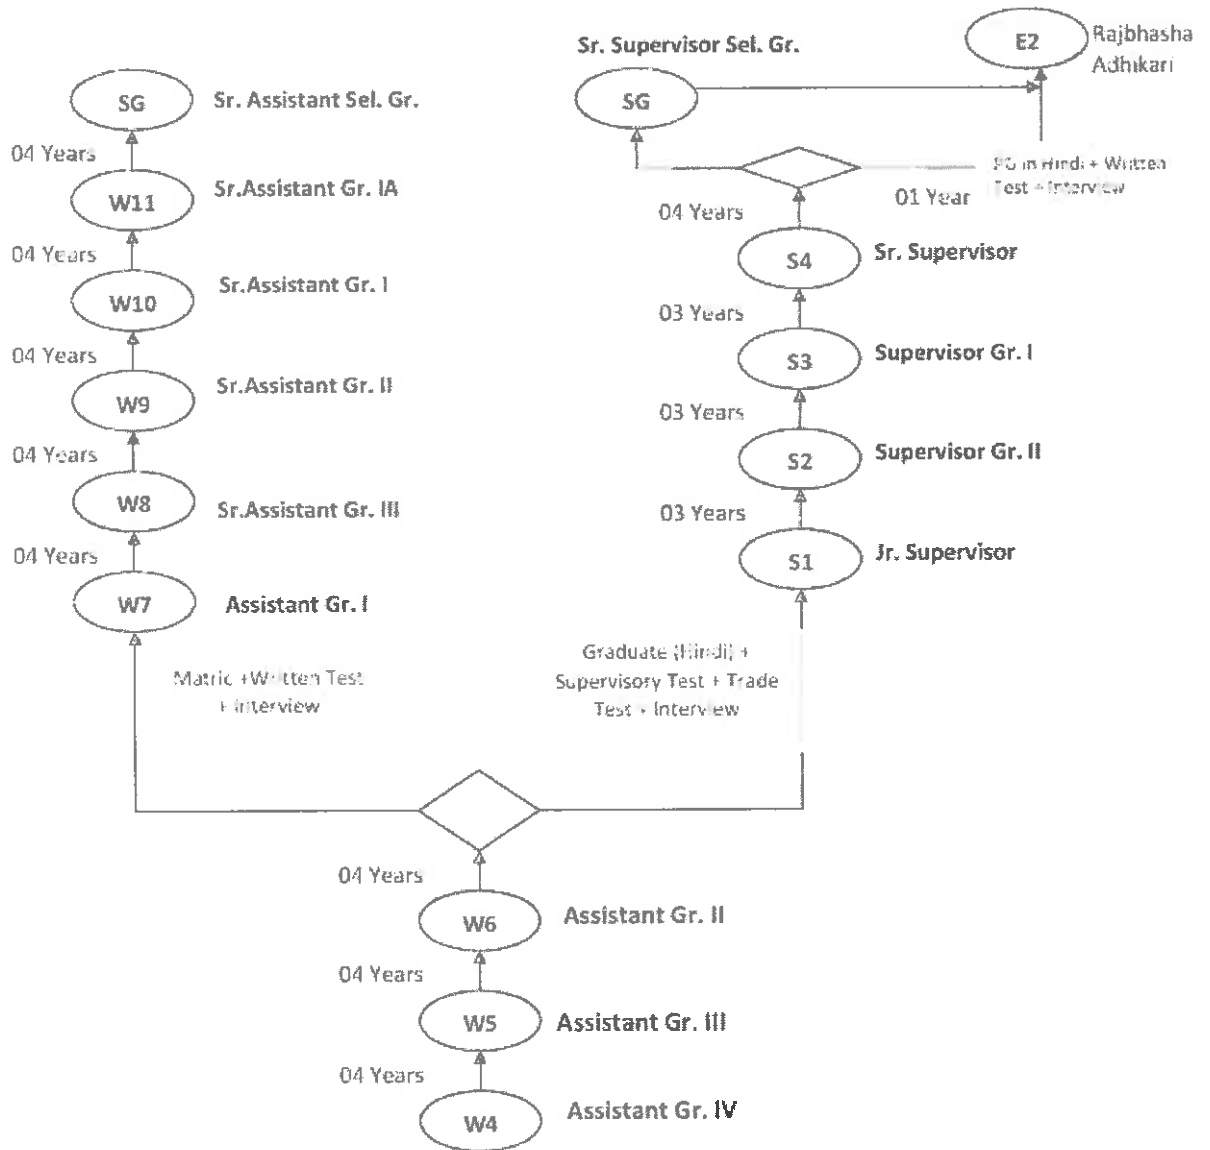 Sr. Supervisor Sel. Gr.
E2
Rajbhasha
Adhikari
SG
Sr. Assistant Sel. Gr.
SG
04 Years
W11
Sr.Assistant Gr. IA
04 Years
01 Year
PG in Hindi + Written
Test + Interview
04 Years
W10
Sr.Assistant Gr. I
S4
Sr. Supervisor
04 Years
03 Years
W9
Sr.Assistant Gr. II
S3
Supervisor Gr. I
04 Years
03 Years
W8
Sr.Assistant Gr. III
S2
Supervisor Gr. II
04 Years
03 Years
W7
Assistant Gr. I
S1
Jr. Supervisor
Matric +Written Test
+ Interview
Graduate (Hindi) +
Supervisory Test + Trade
Test + Interview
04 Years
W6
Assistant Gr. II
04 Years
W5
Assistant Gr. III
04 Years
W4
Assistant Gr. IV